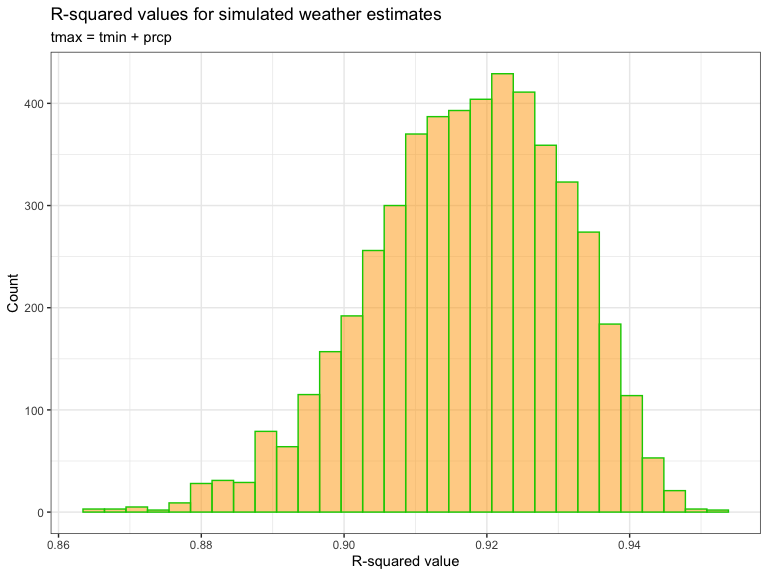 R-squared values for simulated weather estimates
tmax = tmin + prcp
Count
400
300
200
100
0
0.86 0.88 0.90 0.92 0.94
R-squared value